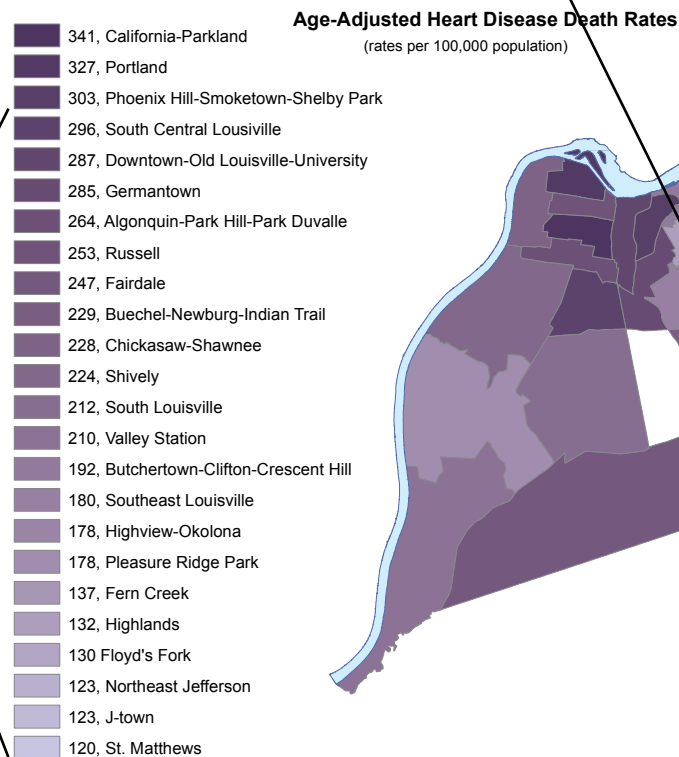 Age-Adjusted Heart Disease Death Rates
(rates per 100,000 population)
341, California-Parkland
327, Portland
303, Phoenix Hill-Smoketown-Shelby Park
296, South Central Lousiville
287, Downtown-Old Louisville-University
285, Germantown
264, Algonquin-Park Hill-Park Duvalle
253, Russell
247, Fairdale
229, Buechel-Newburg-Indian Trail
228, Chickasaw-Shawnee
224, Shively
212, South Louisville
210, Valley Station
192, Butchertown-Clifton-Crescent Hill
180, Southeast Louisville
178, Highview-Okolona
178, Pleasure Ridge Park
137, Fern Creek
132, Highlands
130 Floyd's Fork
123, Northeast Jefferson
123, J-town
120, St. Matthews